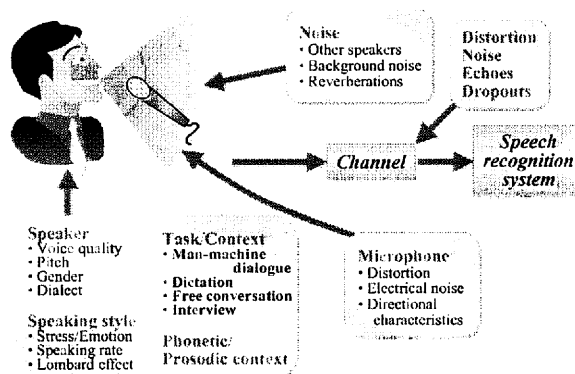 Noise
• Other speakers
• Background noise
• Reverberations
Distortion
Noise
Echoes
Dropouts
Channel
Speech
recognition
system
Speaker
• Voice quality
• Pitch
• Gender
• Dialect
Speaking style
• Stress/Emotion
• Speaking rate
• Lombard effect
Task/Context
• Man-machine
dialogue
• Dictation
• Free conversation
• Interview
Phonetic/
Prosodic context
Microphone
• Distortion
• Electrical noise
• Directional
characteristics